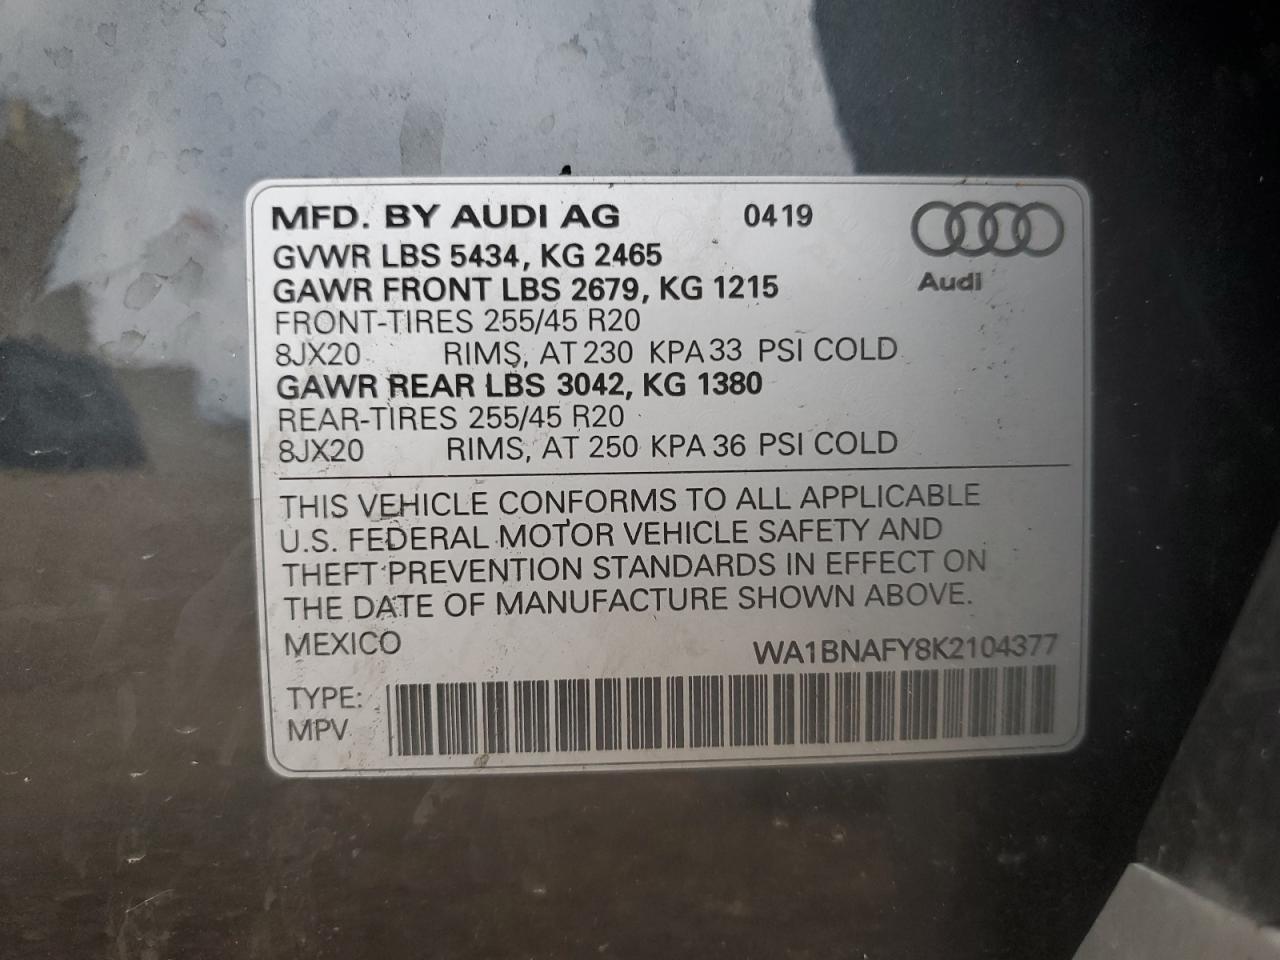 MFD. BY AUDI AG 0419
Audi
GVWR LBS 5434, KG 2465
GAWR FRONT LBS 2679, KG 1215
FRONT-TIRES 255/45 R20
8JX20 RIMS, AT 230 KPA 33 PSI COLD
GAWR REAR LBS 3042, KG 1380
REAR-TIRES 255/45 R20
8JX20 RIMS, AT 250 KPA 36 PSI COLD
THIS VEHICLE CONFORMS TO ALL APPLICABLE
U.S. FEDERAL MOTOR VEHICLE SAFETY AND
THEFT PREVENTION STANDARDS IN EFFECT ON
THE DATE OF MANUFACTURE SHOWN ABOVE.
MEXICO WA1BNAFY8K2104377
TYPE:
MPV